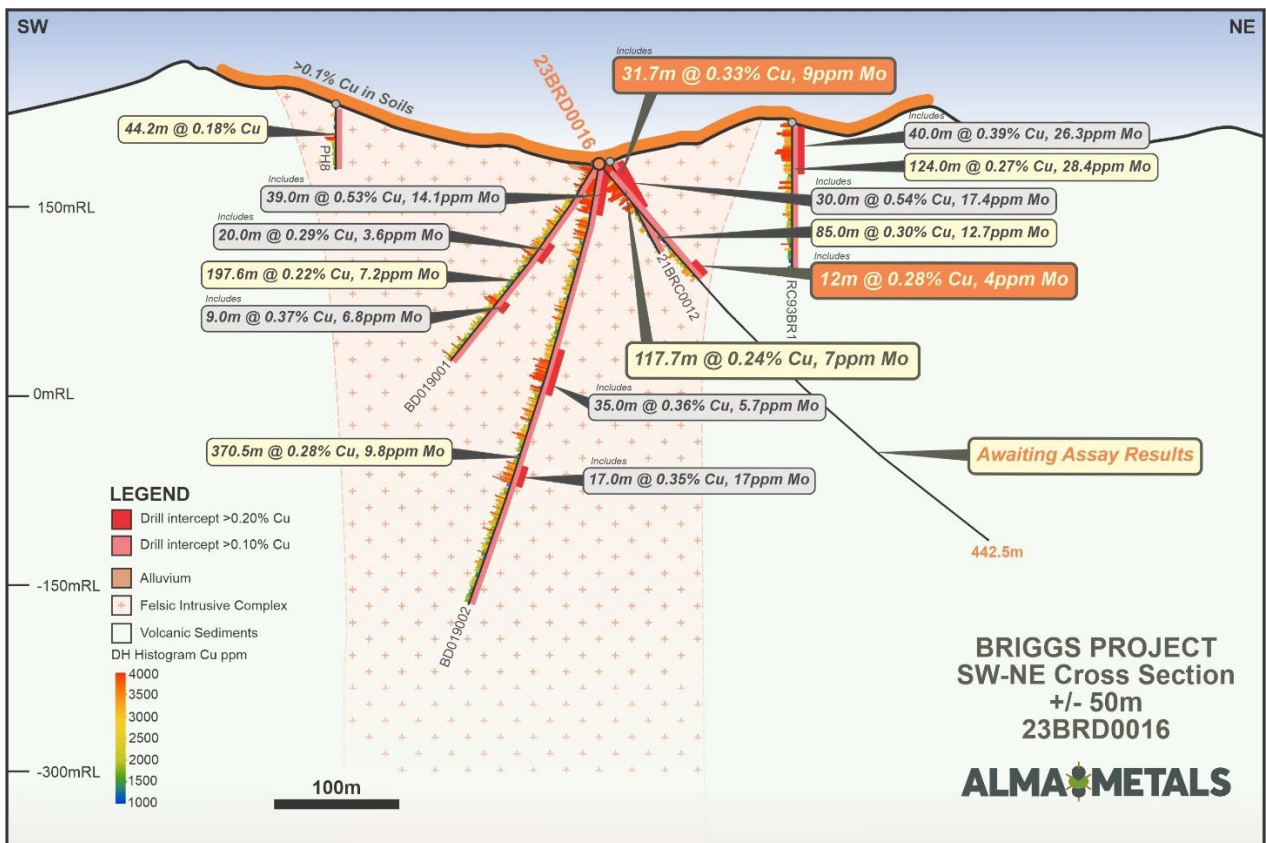 SW
NE
>0.1% Cu in Soils
23BRD0016
Includes
31.7m @ 0.33% Cu, 9ppm Mo
44.2m @ 0.18% Cu
PH8
Includes
40.0m @ 0.39% Cu, 26.3ppm Mo
124.0m @ 0.27% Cu, 28.4ppm Mo
Includes
39.0m @ 0.53% Cu, 14.1ppm Mo
Includes
30.0m @ 0.54% Cu, 17.4ppm Mo
150mRL
Includes
20.0m @ 0.29% Cu, 3.6ppm Mo
85.0m @ 0.30% Cu, 12.7ppm Mo
197.6m @ 0.22% Cu, 7.2ppm Mo
Includes
12m @ 0.28% Cu, 4ppm Mo
Includes
9.0m @ 0.37% Cu, 6.8ppm Mo
21BRC0012
RC93BR1
117.7m @ 0.24% Cu, 7ppm Mo
BD019001
0mRL
Includes
35.0m @ 0.36% Cu, 5.7ppm Mo
370.5m @ 0.28% Cu, 9.8ppm Mo
Awaiting Assay Results
Includes
17.0m @ 0.35% Cu, 17ppm Mo
442.5m
BD019002
-150mRL
-300mRL
LEGEND
Drill intercept >0.20% Cu
Drill intercept >0.10% Cu
Alluvium
Felsic Intrusive Complex
Volcanic Sediments
DH Histogram Cu ppm
4000
3500
3000
2500
2000
1500
1000
100m
BRIGGS PROJECT
SW-NE Cross Section
+/- 50m
23BRD0016
ALMA METALS